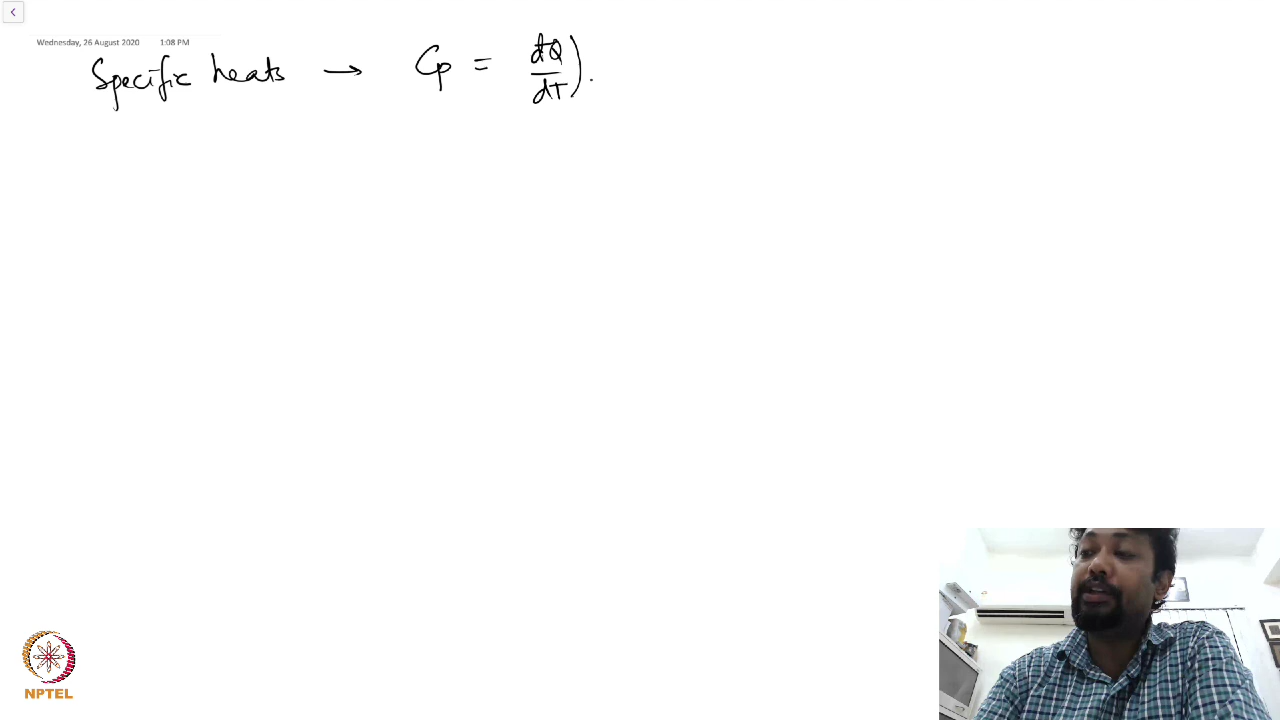 Wednesday, 26 August 2020 1:08 PM
Specific heats → Cp = dQ/dT).
NPTEL